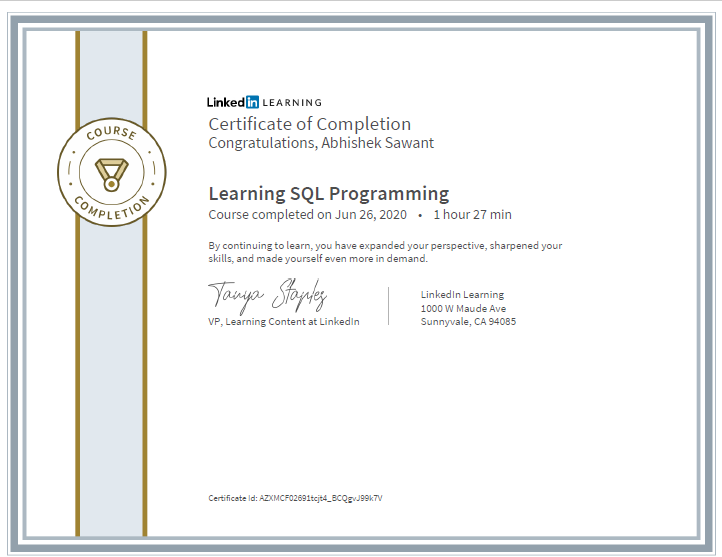 COURSE
COMPLETION
Linked in LEARNING
Certificate of Completion
Congratulations, Abhishek Sawant
Learning SQL Programming
Course completed on Jun 26, 2020 • 1 hour 27 min
By continuing to learn, you have expanded your perspective, sharpened your
skills, and made yourself even more in demand.
Tanya Staples
VP, Learning Content at LinkedIn
LinkedIn Learning
1000 W Maude Ave
Sunnyvale, CA 94085
Certificate Id: AZXMCF02691tcjt4_BCQgvJ99k7V